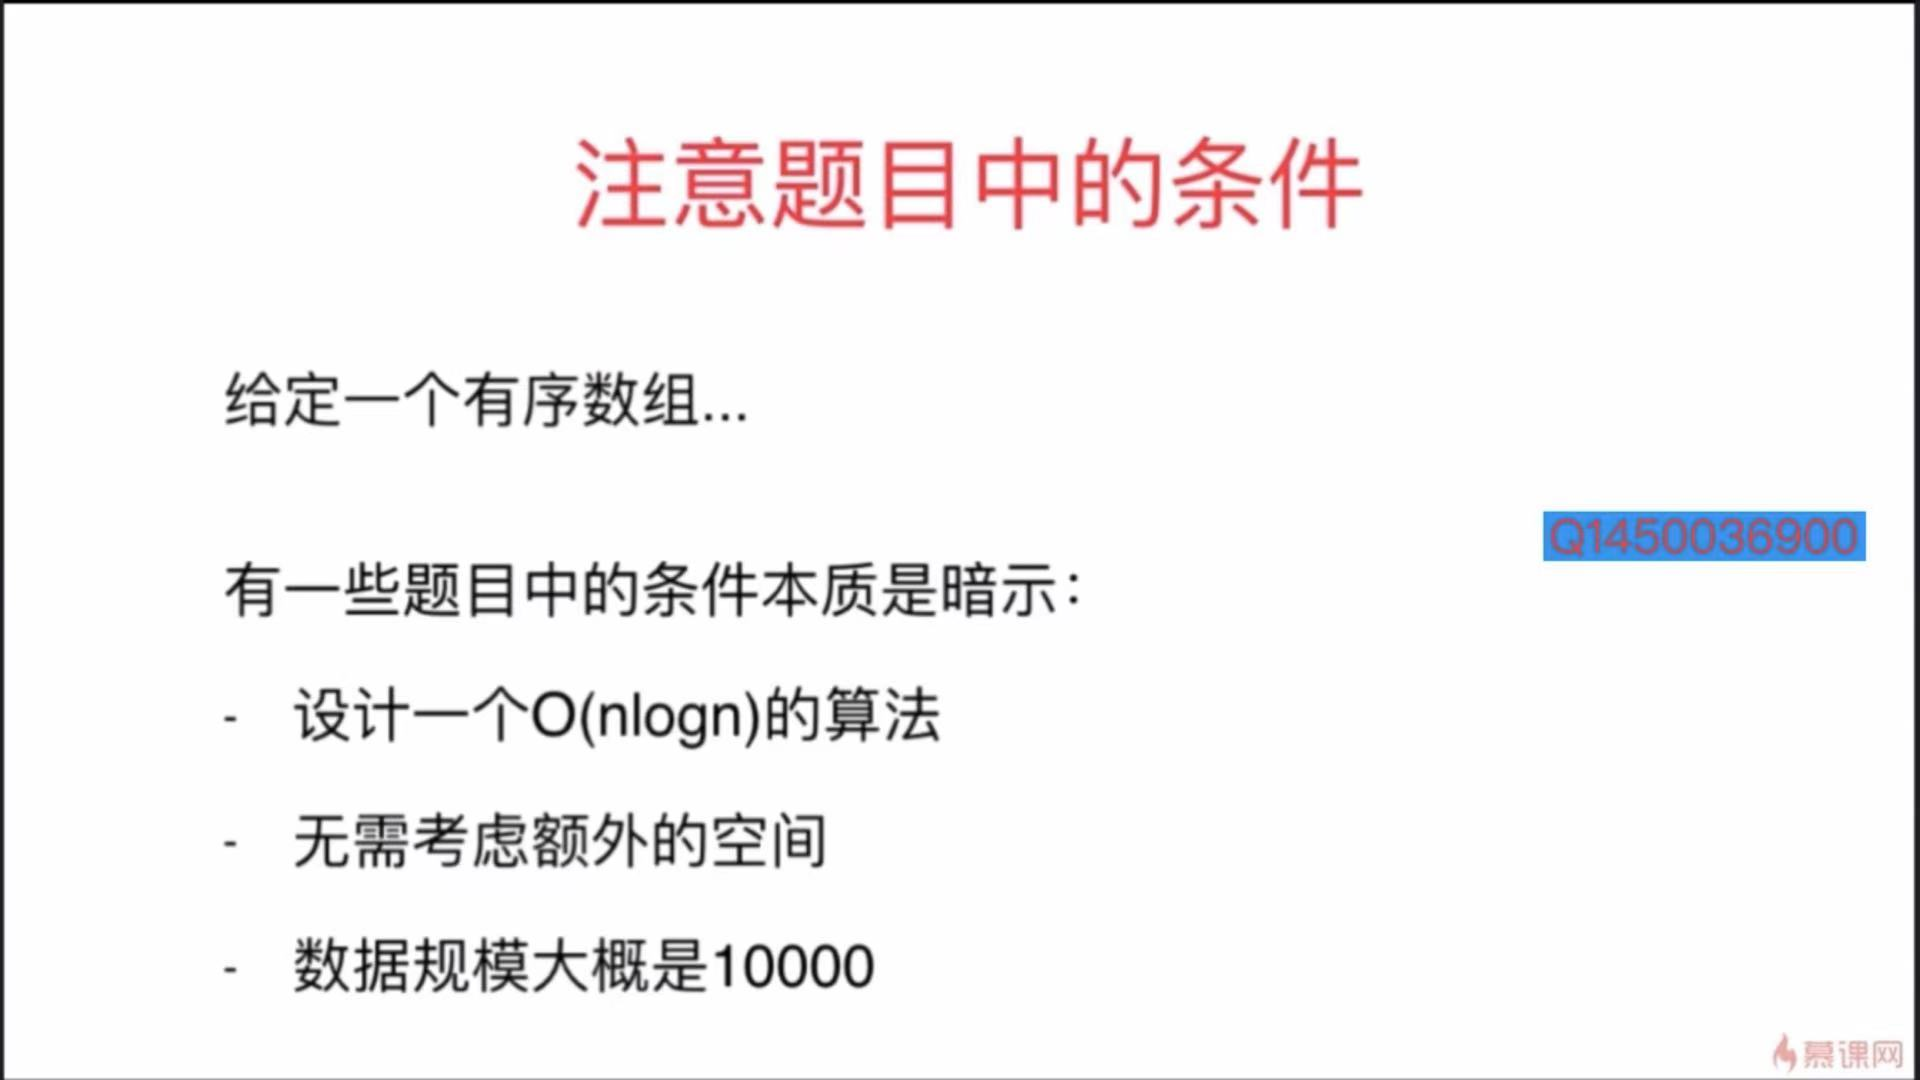 注意题目中的条件
给定一个有序数组...
Q1450036900
有一些题目中的条件本质是暗示：
- 设计一个O(nlogn)的算法
- 无需考虑额外的空间
- 数据规模大概是10000
慕课网